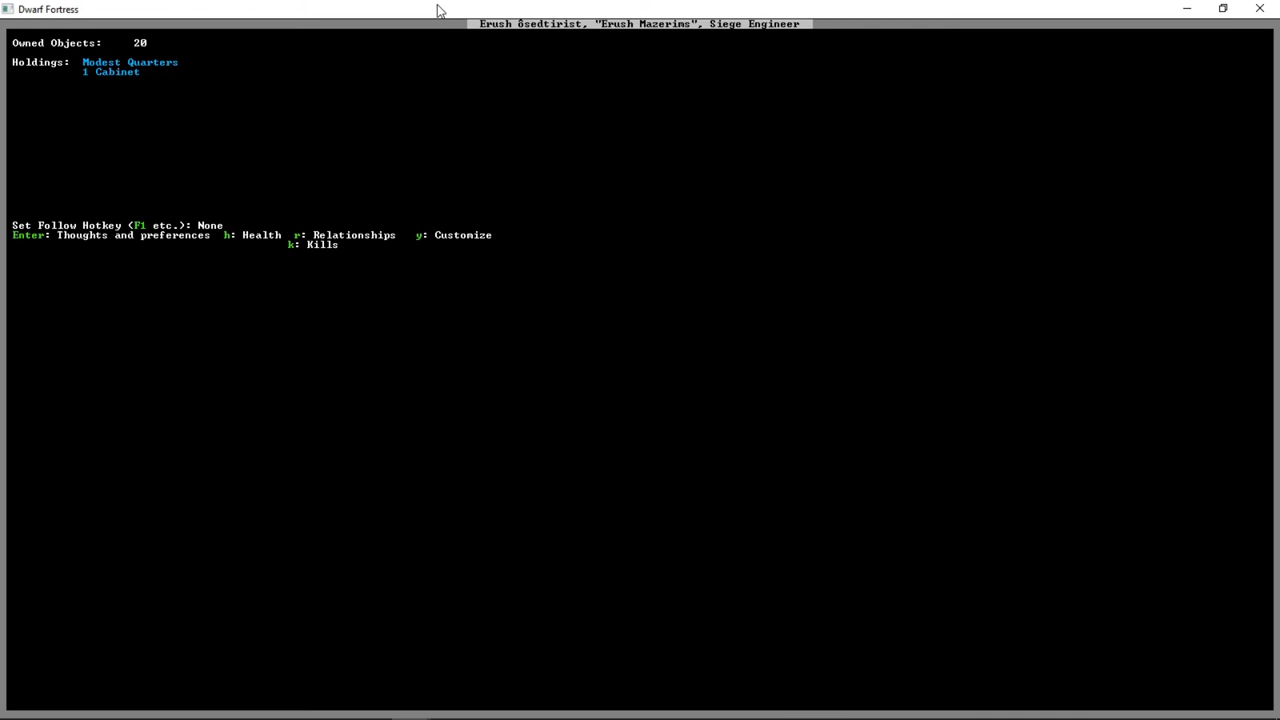 Dwarf Fortress
Erush ôsedtirist, "Erush Mazerims", Siege Engineer
Owned Objects: 20
Holdings: Modest Quarters
1 Cabinet
Set Follow Hotkey (F1 etc.): None
Enter: Thoughts and preferences h: Health r: Relationships y: Customize
k: Kills